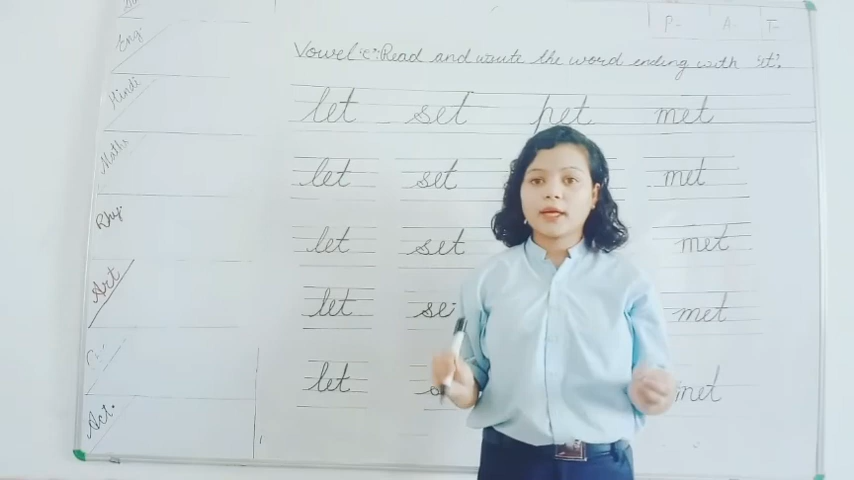 P- A- T-
Vowel 'e': Read and write the word ending with 'et'.
let set pet met
let set met
let set met
let se met
let met
Eng.
Hindi
Maths
Rhy.
Art
Act.